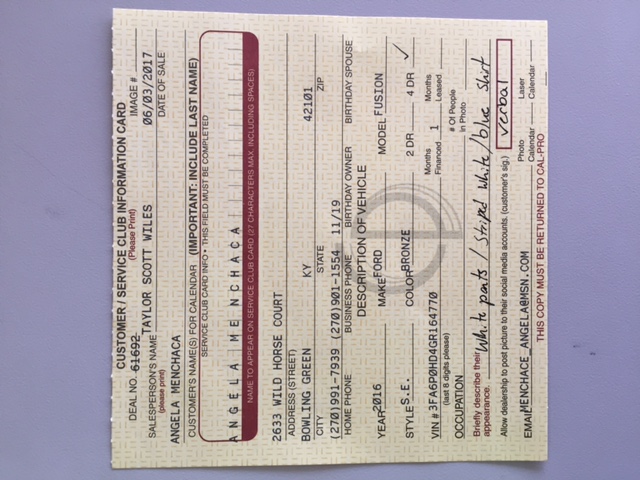 CUSTOMER / SERVICE CLUB INFORMATION CARD
(Please Print)
DEAL NO. 61692 IMAGE #
SALESPERSON'S NAME TAYLOR SCOTT WILES 06/03/2017
(please print) DATE OF SALE
ANGELA MENCHACA
CUSTOMER'S NAME(S) FOR CALENDAR (IMPORTANT: INCLUDE LAST NAME)
SERVICE CLUB CARD INFO • THIS FIELD MUST BE COMPLETED
ANGELA MENCHACA
NAME TO APPEAR ON SERVICE CLUB CARD (27 CHARACTERS MAX. INCLUDING SPACES)
2633 WILD HORSE COURT
ADDRESS (STREET)
BOWLING GREEN KY 42101
CITY STATE ZIP
(270)991-7939 (270)901-1554 11/19
HOME PHONE BUSINESS PHONE BIRTHDAY OWNER BIRTHDAY SPOUSE
DESCRIPTION OF VEHICLE
YEAR 2016 MAKE FORD MODEL FUSION
STYLE S.E. COLOR BRONZE 2 DR 4 DR ✓
VIN # 3FA6P0HD4GR164770 Months Financed 1 Months Leased
(last 8 digits please)
OCCUPATION # Of People in Photo
Briefly describe their appearance. White pants / Striped white/blue shirt
Allow dealership to post picture to their social media accounts (customer's sig.) verbal
EMAIL MENCHACE_ANGELA@MSN.COM Photo Calendar Laser Calendar
THIS COPY MUST BE RETURNED TO CAL-PRO